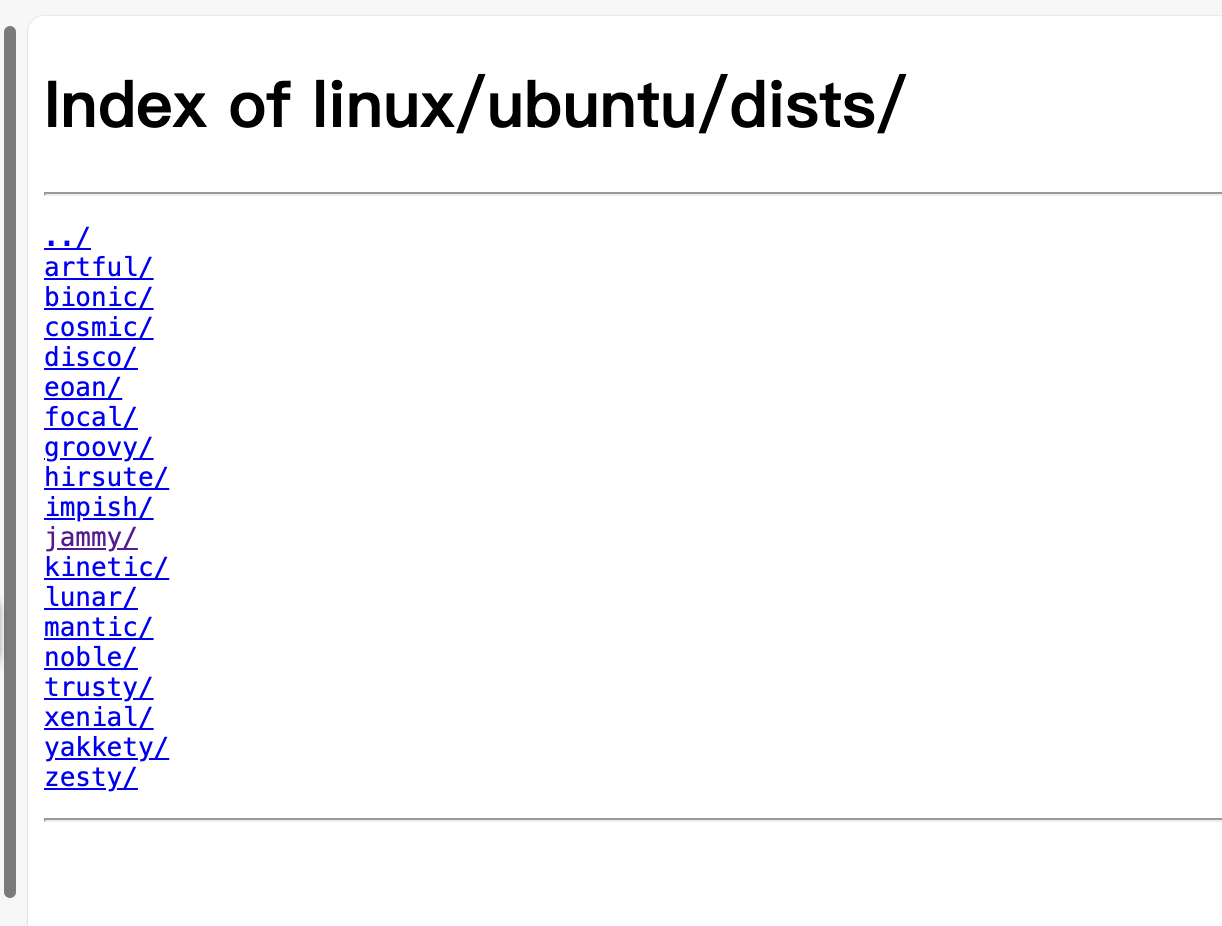 Index of linux/ubuntu/dists/
../
artful/
bionic/
cosmic/
disco/
eoan/
focal/
groovy/
hirsute/
impish/
jammy/
kinetic/
lunar/
mantic/
noble/
trusty/
xenial/
yakkety/
zesty/